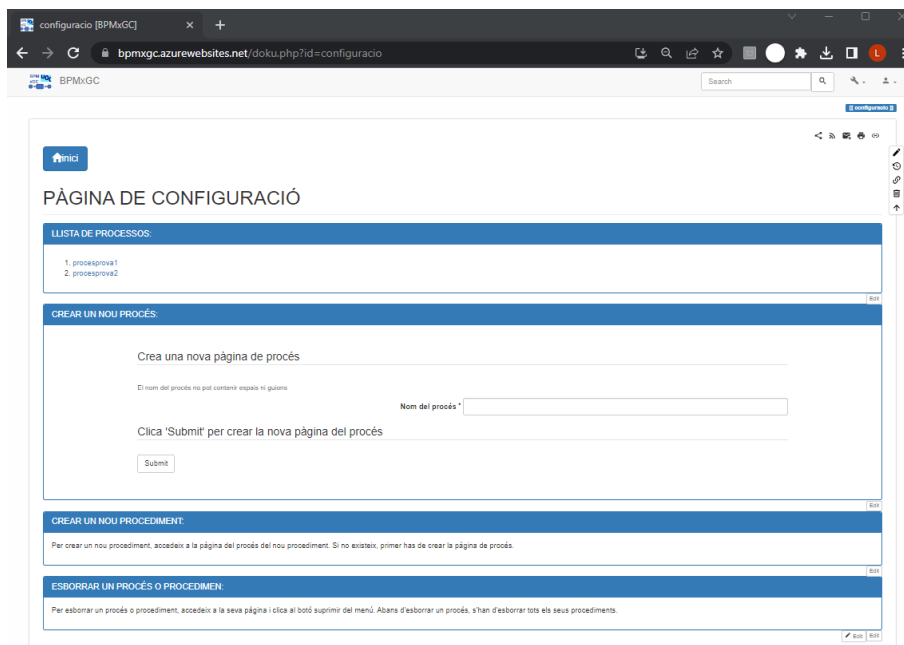 configuracio [BPMxGC]
bpmxgc.azurewebsites.net/doku.php?id=configuracio
L
BPMxGC
Search
[[ configuracio ]]
inici
PÀGINA DE CONFIGURACIÓ
LLISTA DE PROCESSOS:
1. procesprova1
2. procesprova2
Edit
CREAR UN NOU PROCÉS:
Crea una nova pàgina de procés
El nom del procés no pot contenir espais ni guions
Nom del procés *
Clica 'Submit' per crear la nova pàgina del procés
Submit
Edit
CREAR UN NOU PROCEDIMENT:
Per crear un nou procediment, accedeix a la pàgina del procés del nou procediment. Si no existeix, primer has de crear la pàgina de procés.
Edit
ESBORRAR UN PROCÉS O PROCEDIMEN:
Per esborrar un procés o procediment, accedeix a la seva pàgina i clica al botó suprimir del menú. Abans d'esborrar un procés, s'han d'esborrar tots els seus procediments.
Edit Edit